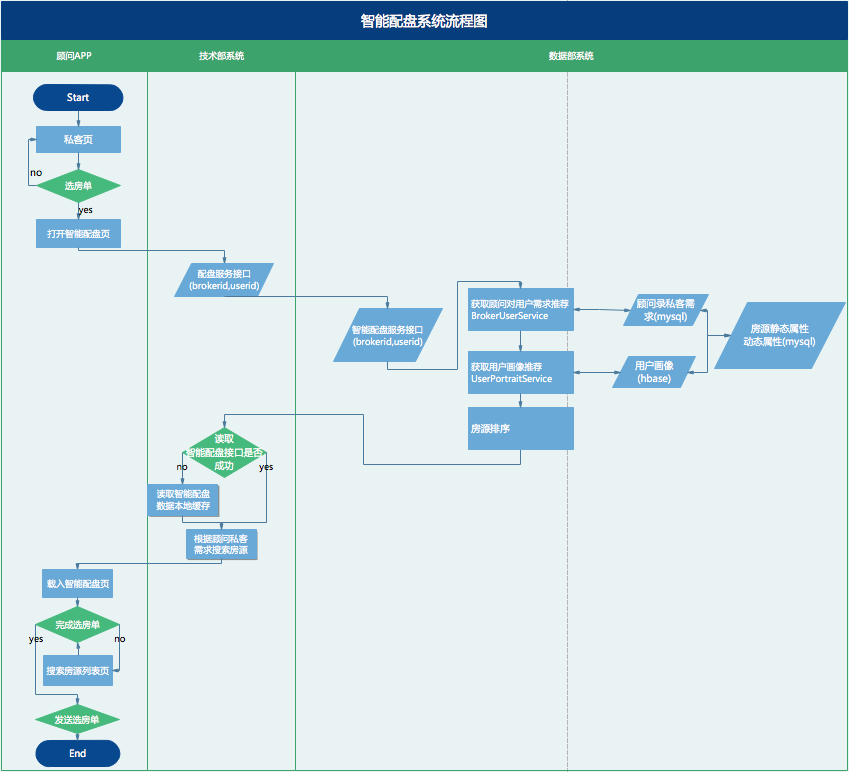 智能配盘系统流程图
顾问APP
技术部系统
数据部系统
Start
私客页
no
选房单
yes
打开智能配盘页
配盘服务接口
(brokerid,userid)
智能配盘服务接口
(brokerid,userid)
获取顾问对用户需求推荐
BrokerUserService
顾问录私客需
求(mysql)
房源静态属性
动态属性(mysql)
获取用户画像推荐
UserPortraitService
用户画像
(hbase)
房源排序
读取
智能配盘接口是否
成功
no
yes
读取智能配盘
数据本地缓存
根据顾问私客
需求搜索房源
载入智能配盘页
完成选房单
yes
no
搜索房源列表页
发送选房单
End